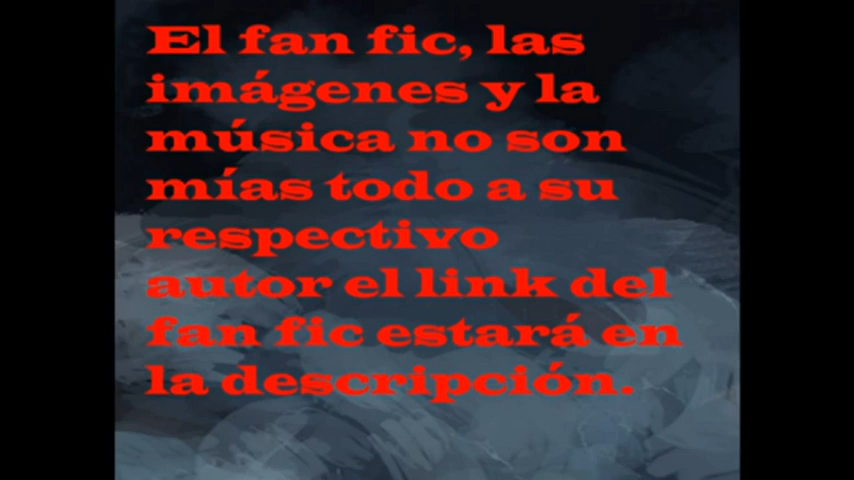 El fan fic, las
imágenes y la
música no son
mías todo a su
respectivo
autor el link del
fan fic estará en
la descripción.